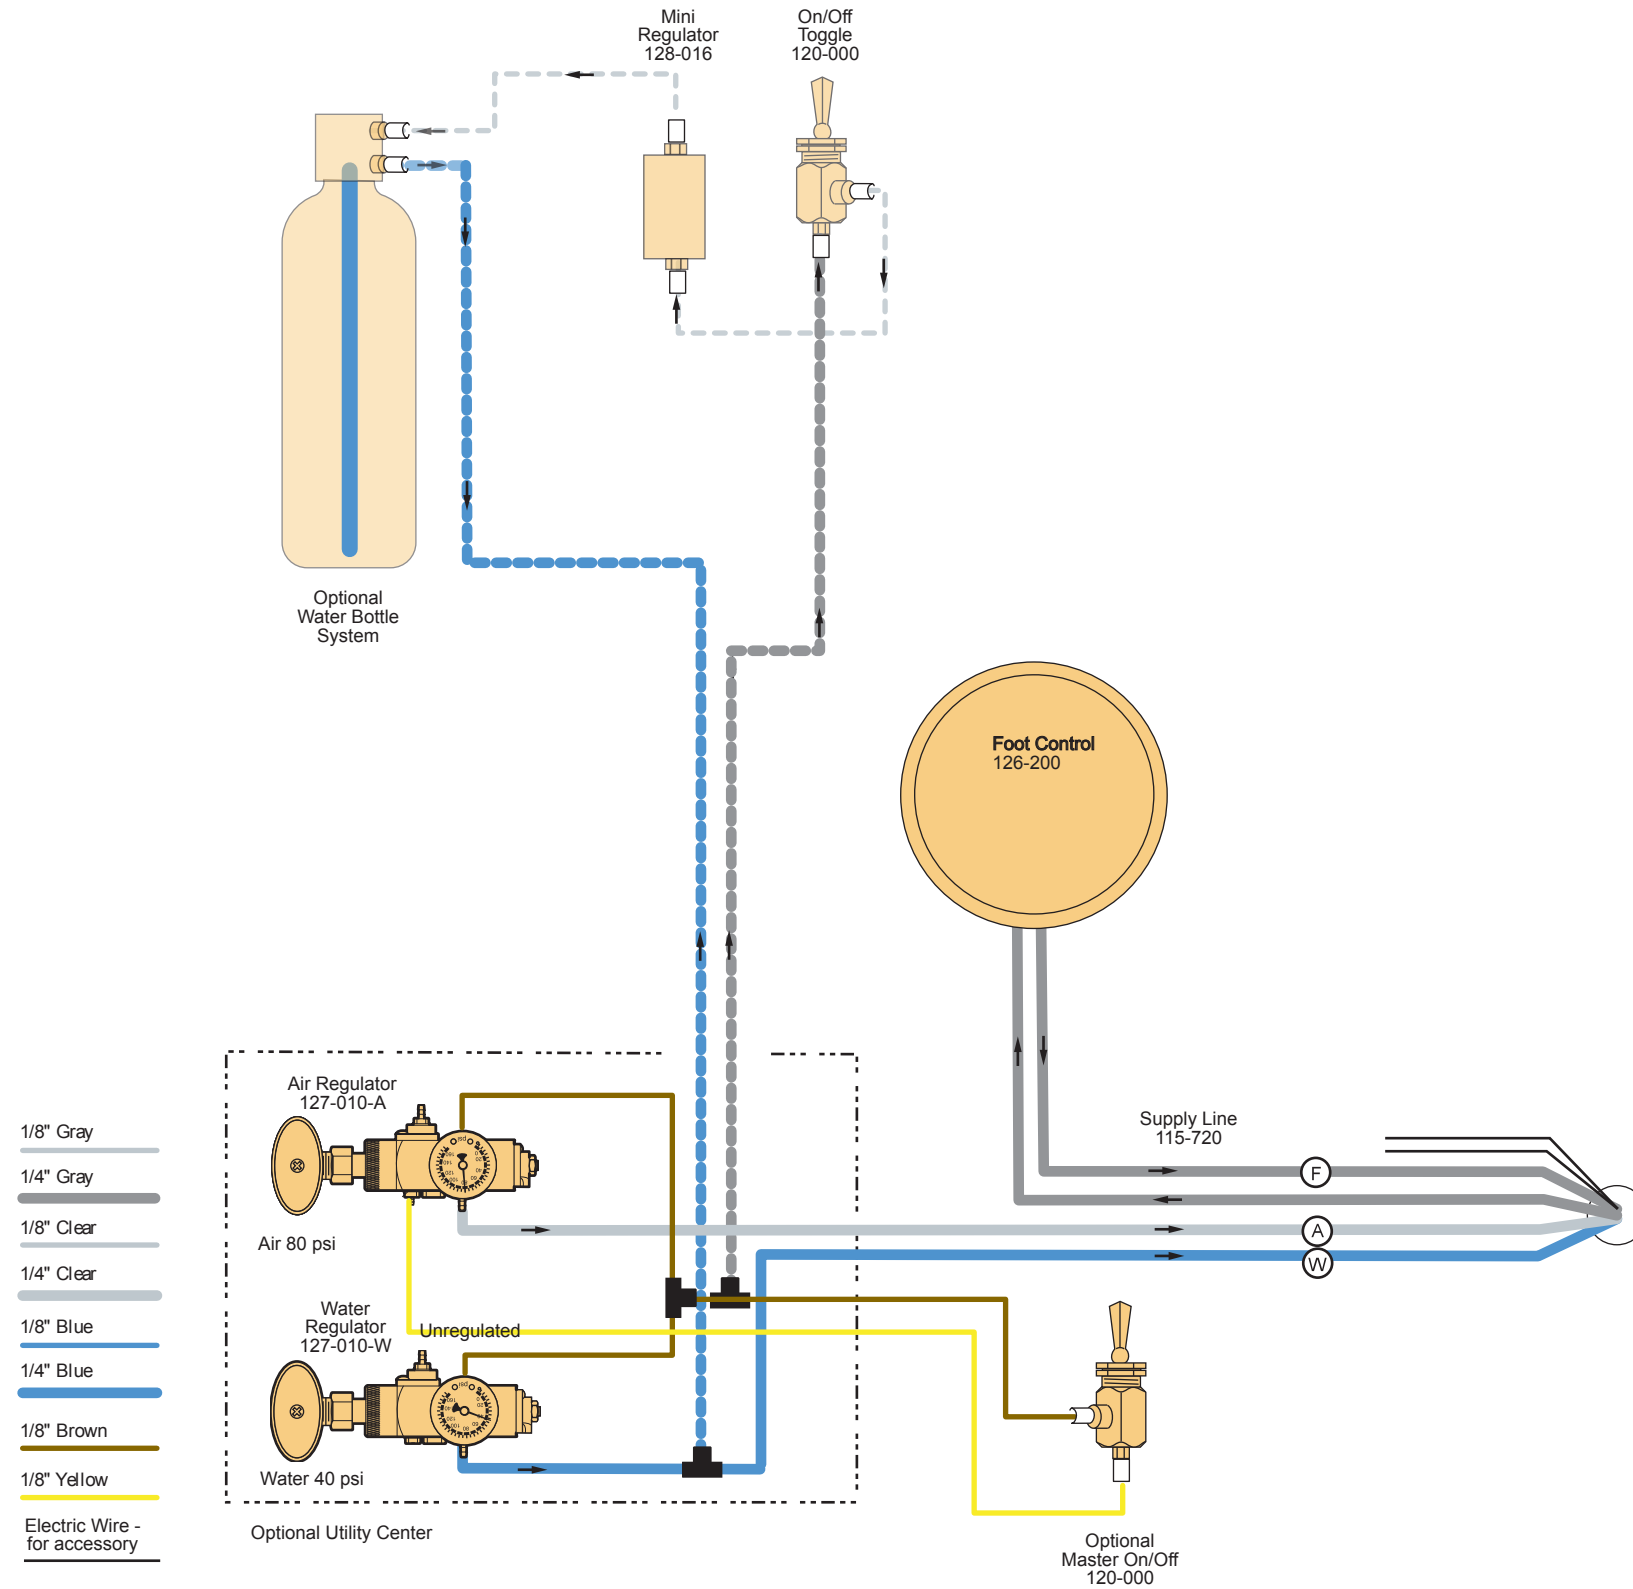 Mini
Regulator
128-016
On/Off
Toggle
120-000
Optional
Water Bottle
System
Foot Control
126-200
Air Regulator
127-010-A
Air 80 psi
Supply Line
115-720
F
A
W
Water
Regulator
127-010-W
Unregulated
Water 40 psi
Optional Utility Center
Optional
Master On/Off
120-000
1/8" Gray
1/4" Gray
1/8" Clear
1/4" Clear
1/8" Blue
1/4" Blue
1/8" Brown
1/8" Yellow
Electric Wire -
for accessory